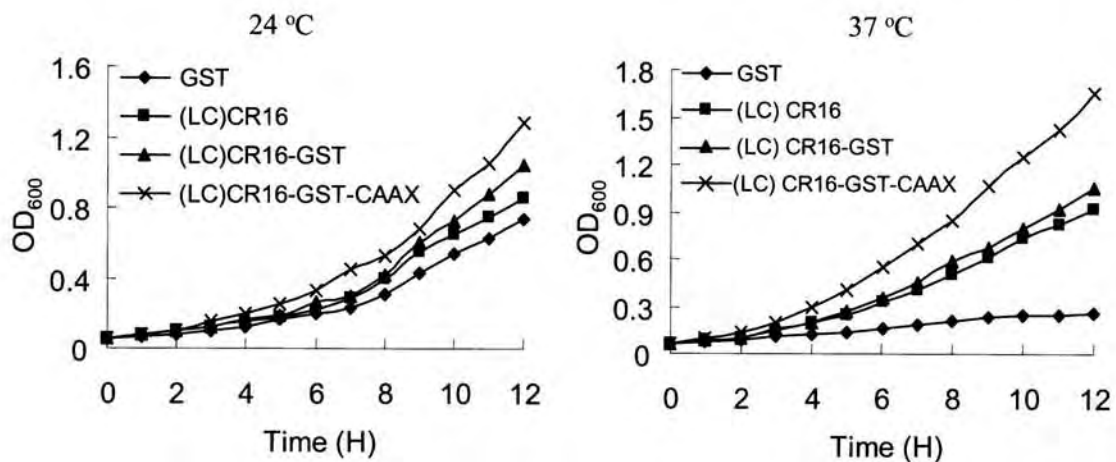 24 °C
1.6
1.2
0.8
0.4
0
OD600
GST
(LC)CR16
(LC)CR16-GST
(LC)CR16-GST-CAAX
0 2 4 6 8 10 12
Time (H)
37 °C
1.8
1.5
1.2
0.9
0.6
0.3
0
OD600
GST
(LC) CR16
(LC) CR16-GST
(LC) CR16-GST-CAAX
0 2 4 6 8 10 12
Time (H)